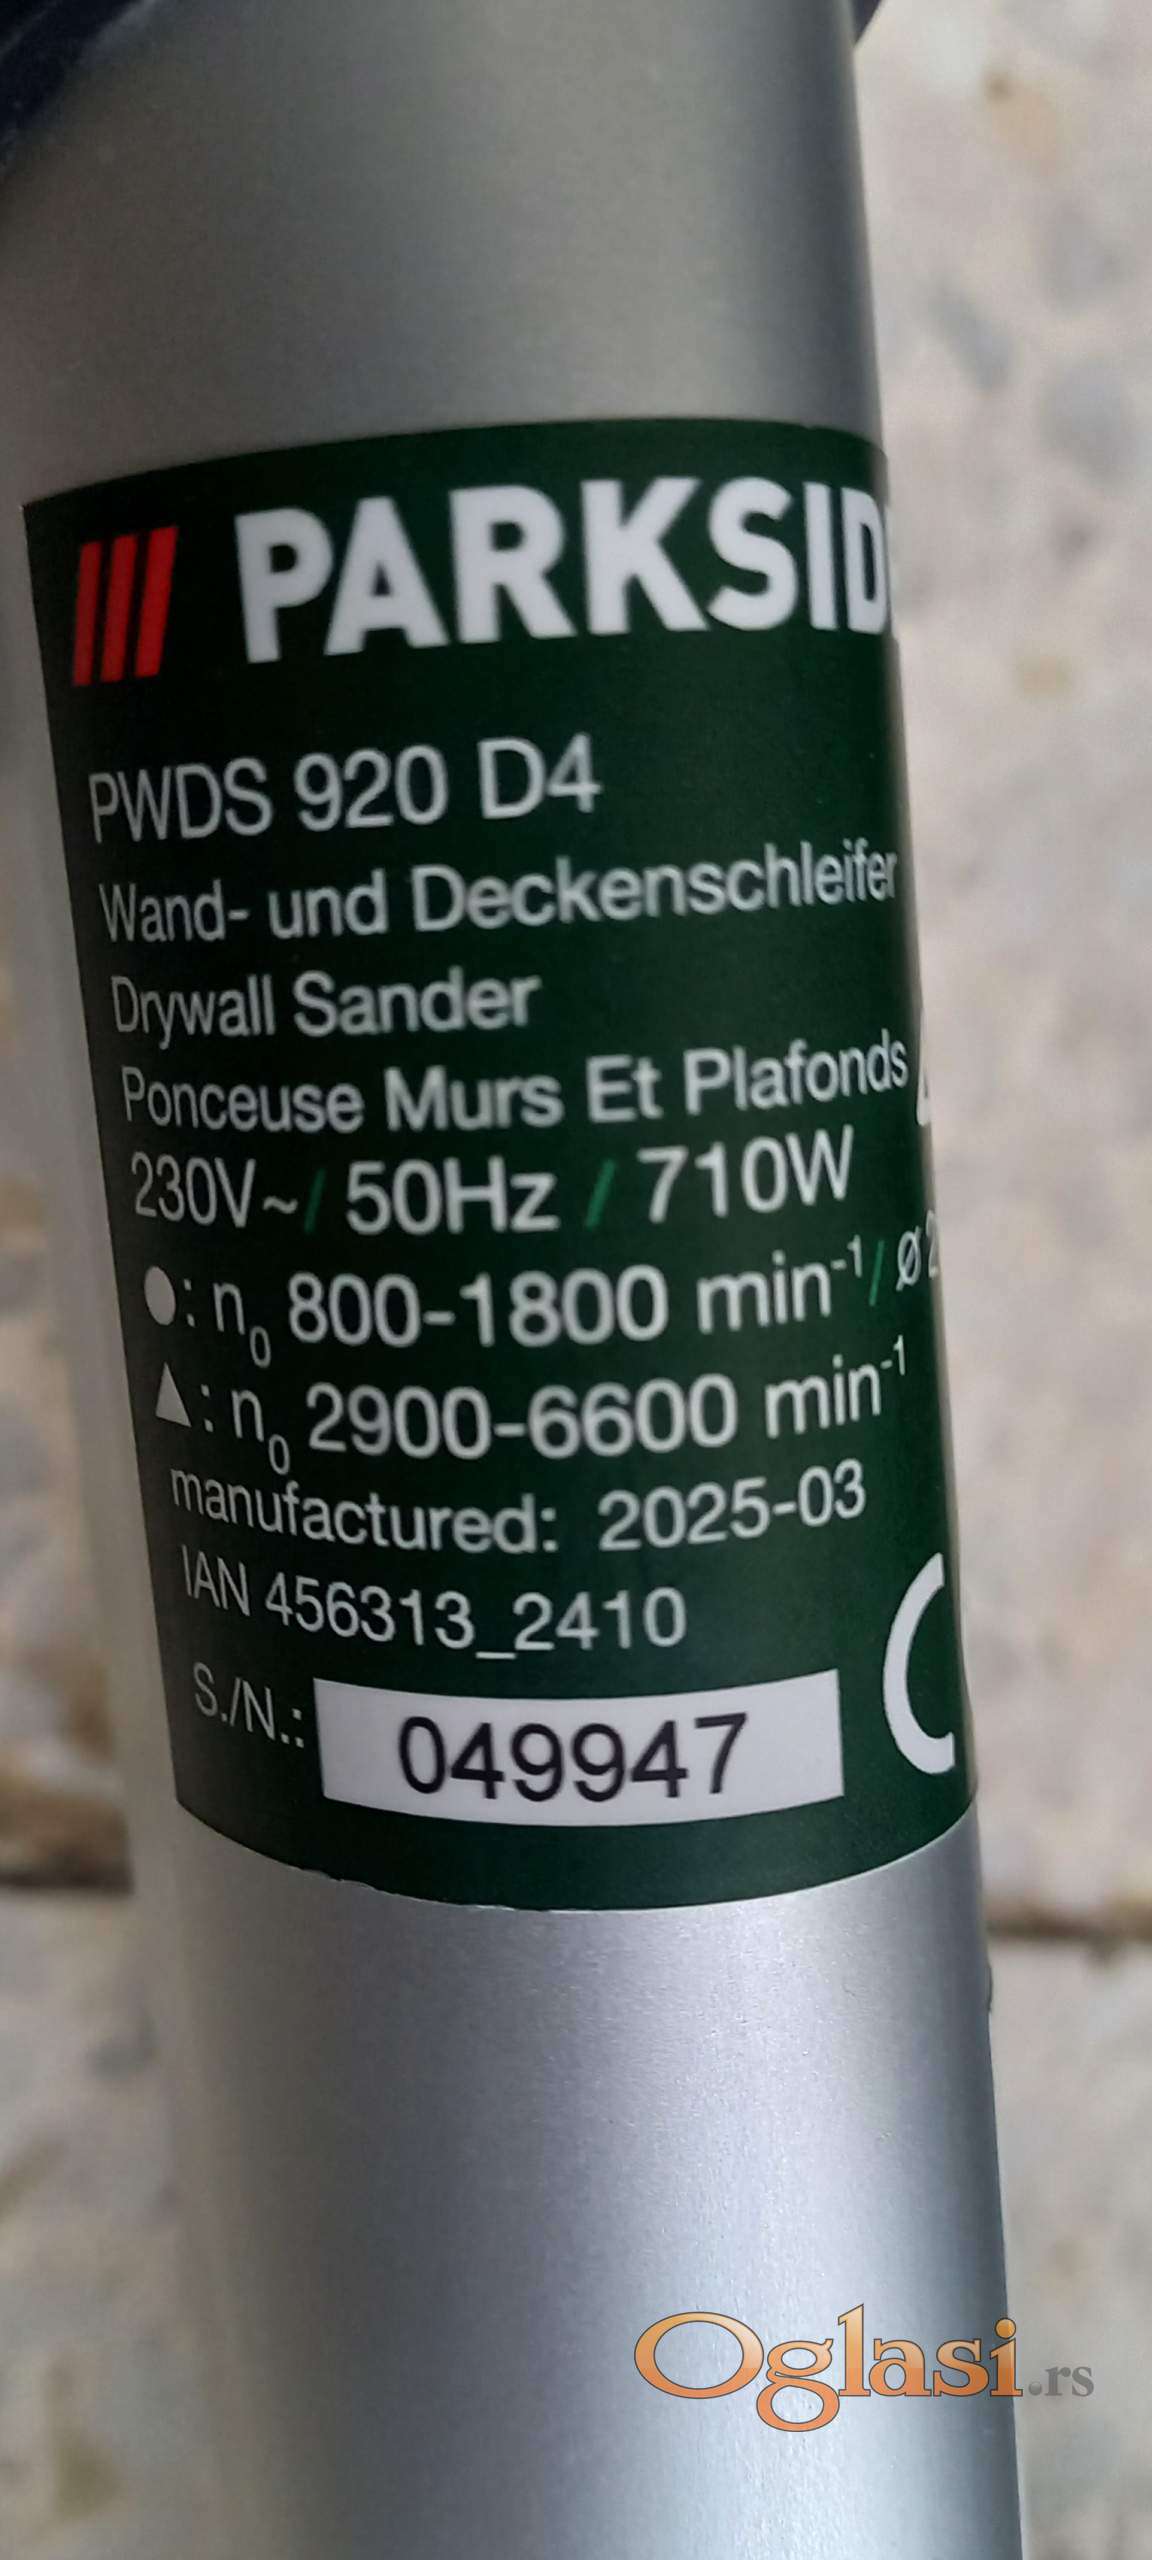 PARKSID
PWDS 920 D4
Wand- und Deckenschleifer
Drywall Sander
Ponceuse Murs Et Plafonds
230V~/ 50Hz / 710W
●: n₀ 800-1800 min⁻¹/ Ø 2
▲: n₀ 2900-6600 min⁻¹
manufactured: 2025-03
IAN 456313_2410
S./N.: 049947
Oglasi.rs